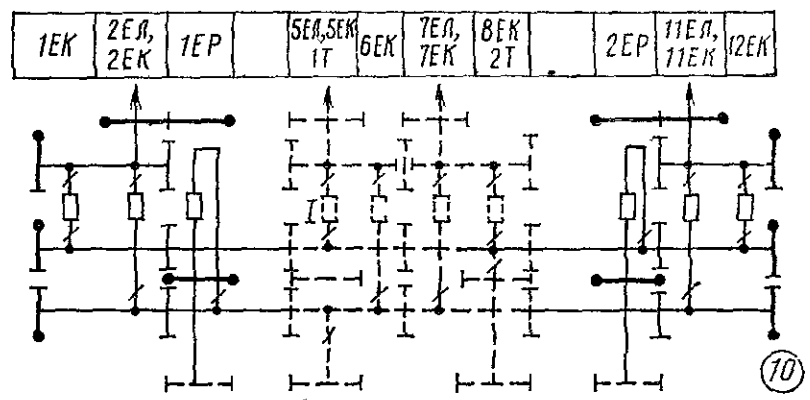 1ЕК
2ЕЛ,
2ЕК
1ЕР
5ЕЛ,5ЕК
1Т
6ЕК
7ЕЛ,
7ЕК
8ЕК
2Т
2ЕР
11ЕЛ,
11ЕК
12ЕК
I
10